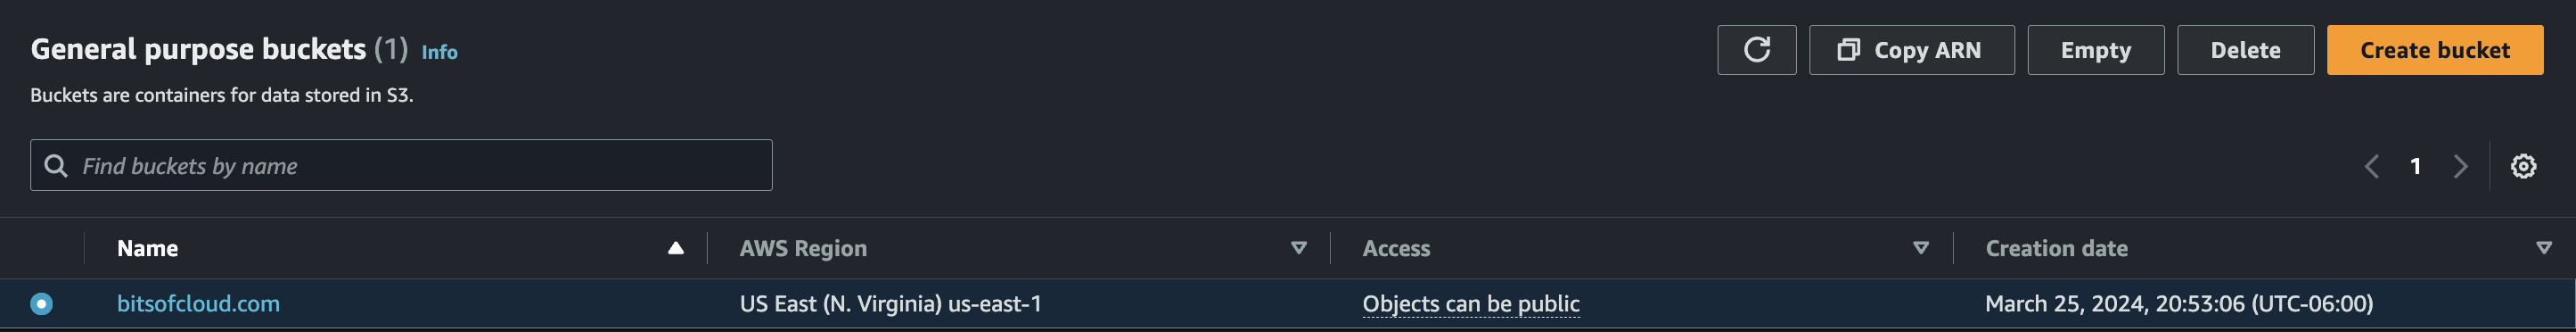 General purpose buckets (1) Info
Copy ARN
Empty
Delete
Create bucket
Buckets are containers for data stored in S3.
Find buckets by name
1
Name AWS Region Access Creation date
bitsofcloud.com US East (N. Virginia) us-east-1 Objects can be public March 25, 2024, 20:53:06 (UTC-06:00)